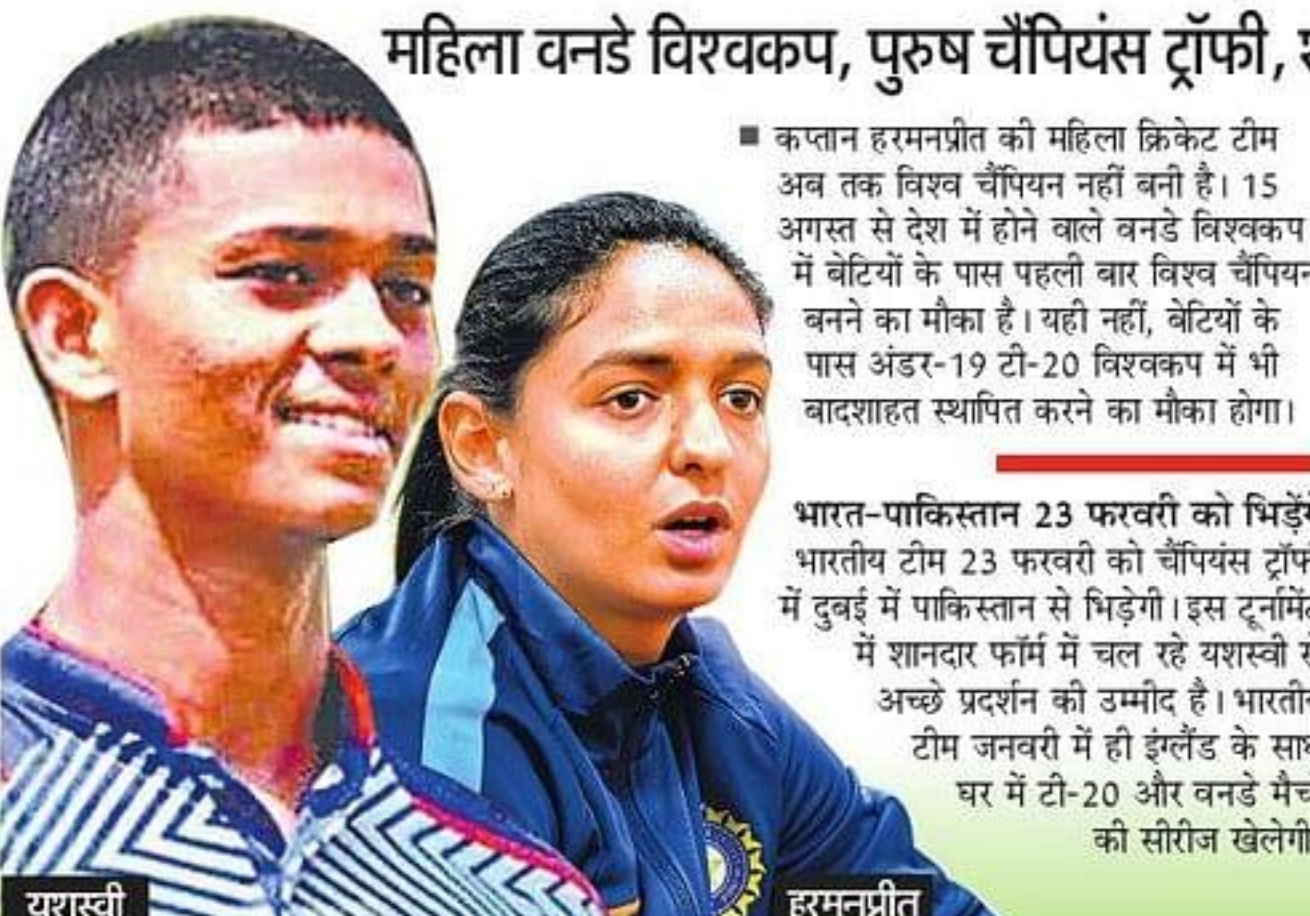 महिला वनडे विश्वकप, पुरुष चैंपियंस ट्रॉफी,
■ कप्तान हरमनप्रीत की महिला क्रिकेट टीम
अब तक विश्व चैंपियन नहीं बनी है। 15
अगस्त से देश में होने वाले वनडे विश्वकप
में बेटियों के पास पहली बार विश्व चैंपियन
बनने का मौका है। यही नहीं, बेटियों के
पास अंडर-19 टी-20 विश्वकप में भी
बादशाहत स्थापित करने का मौका होगा।
भारत-पाकिस्तान 23 फरवरी को
भारतीय टीम 23 फरवरी को चैंपियंस
में दुबई में पाकिस्तान से भिड़ेगी। इस
में शानदार फॉर्म में चल रहे यशस्वी
अच्छे प्रदर्शन की उम्मीद है।
टीम जनवरी में ही इंग्लैंड के
घर में टी-20 और वनडे मैच
की सीरीज खेलेगी
यशस्वी
हरमनप्रीत